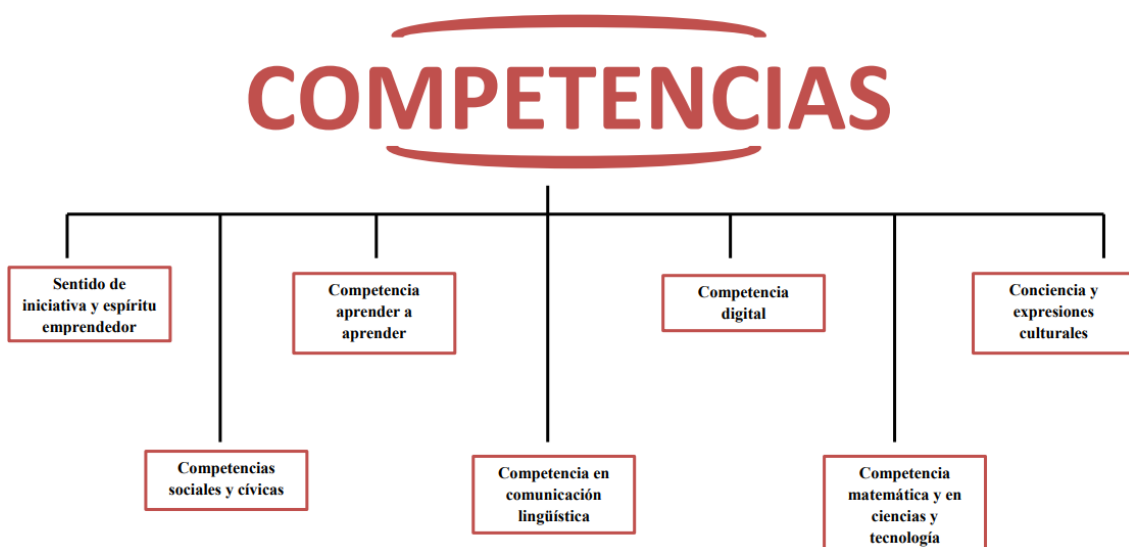 COMPETENCIAS
Sentido de
iniciativa y espíritu
emprendedor
Competencia
aprender a
aprender
Competencia
digital
Conciencia y
expresiones
culturales
Competencias
sociales y cívicas
Competencia en
comunicación
lingüística
Competencia
matemática y en
ciencias y
tecnología